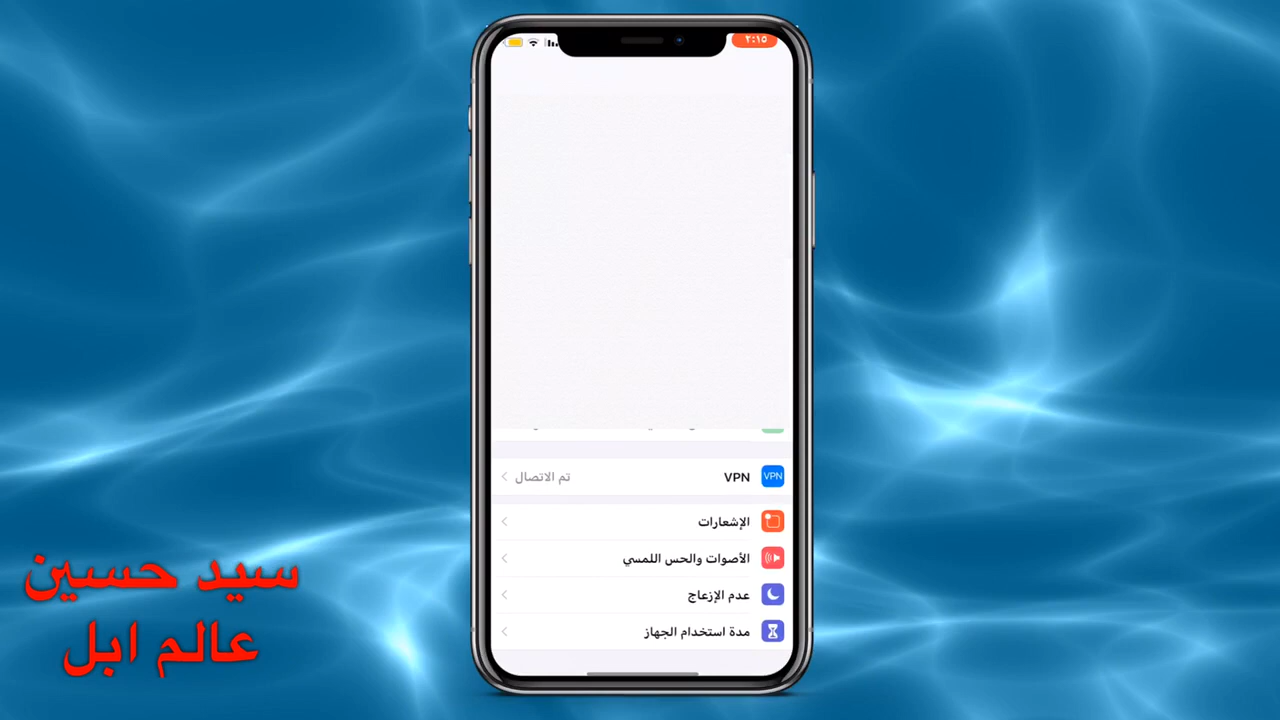 ٢:١٥
VPN
VPN تم الاتصال
الإشعارات
الأصوات والحس اللمسي
عدم الإزعاج
مدة استخدام الجهاز
سيد حسين
عالم ابل